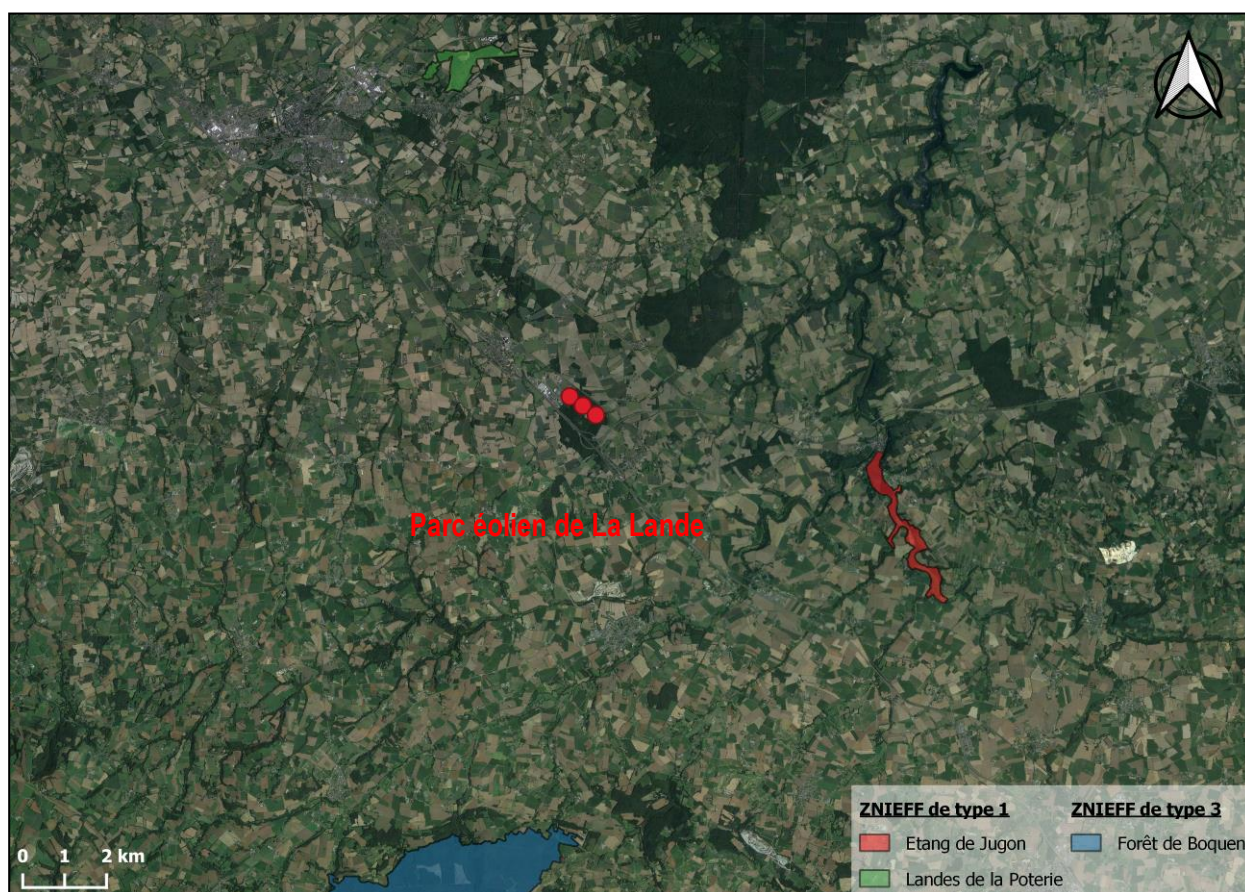 Parc éolien de La Lande
ZNIEFF de type 1
ZNIEFF de type 3
Etang de Jugon
Forêt de Boquen
Landes de la Poterie
0 1 2 km